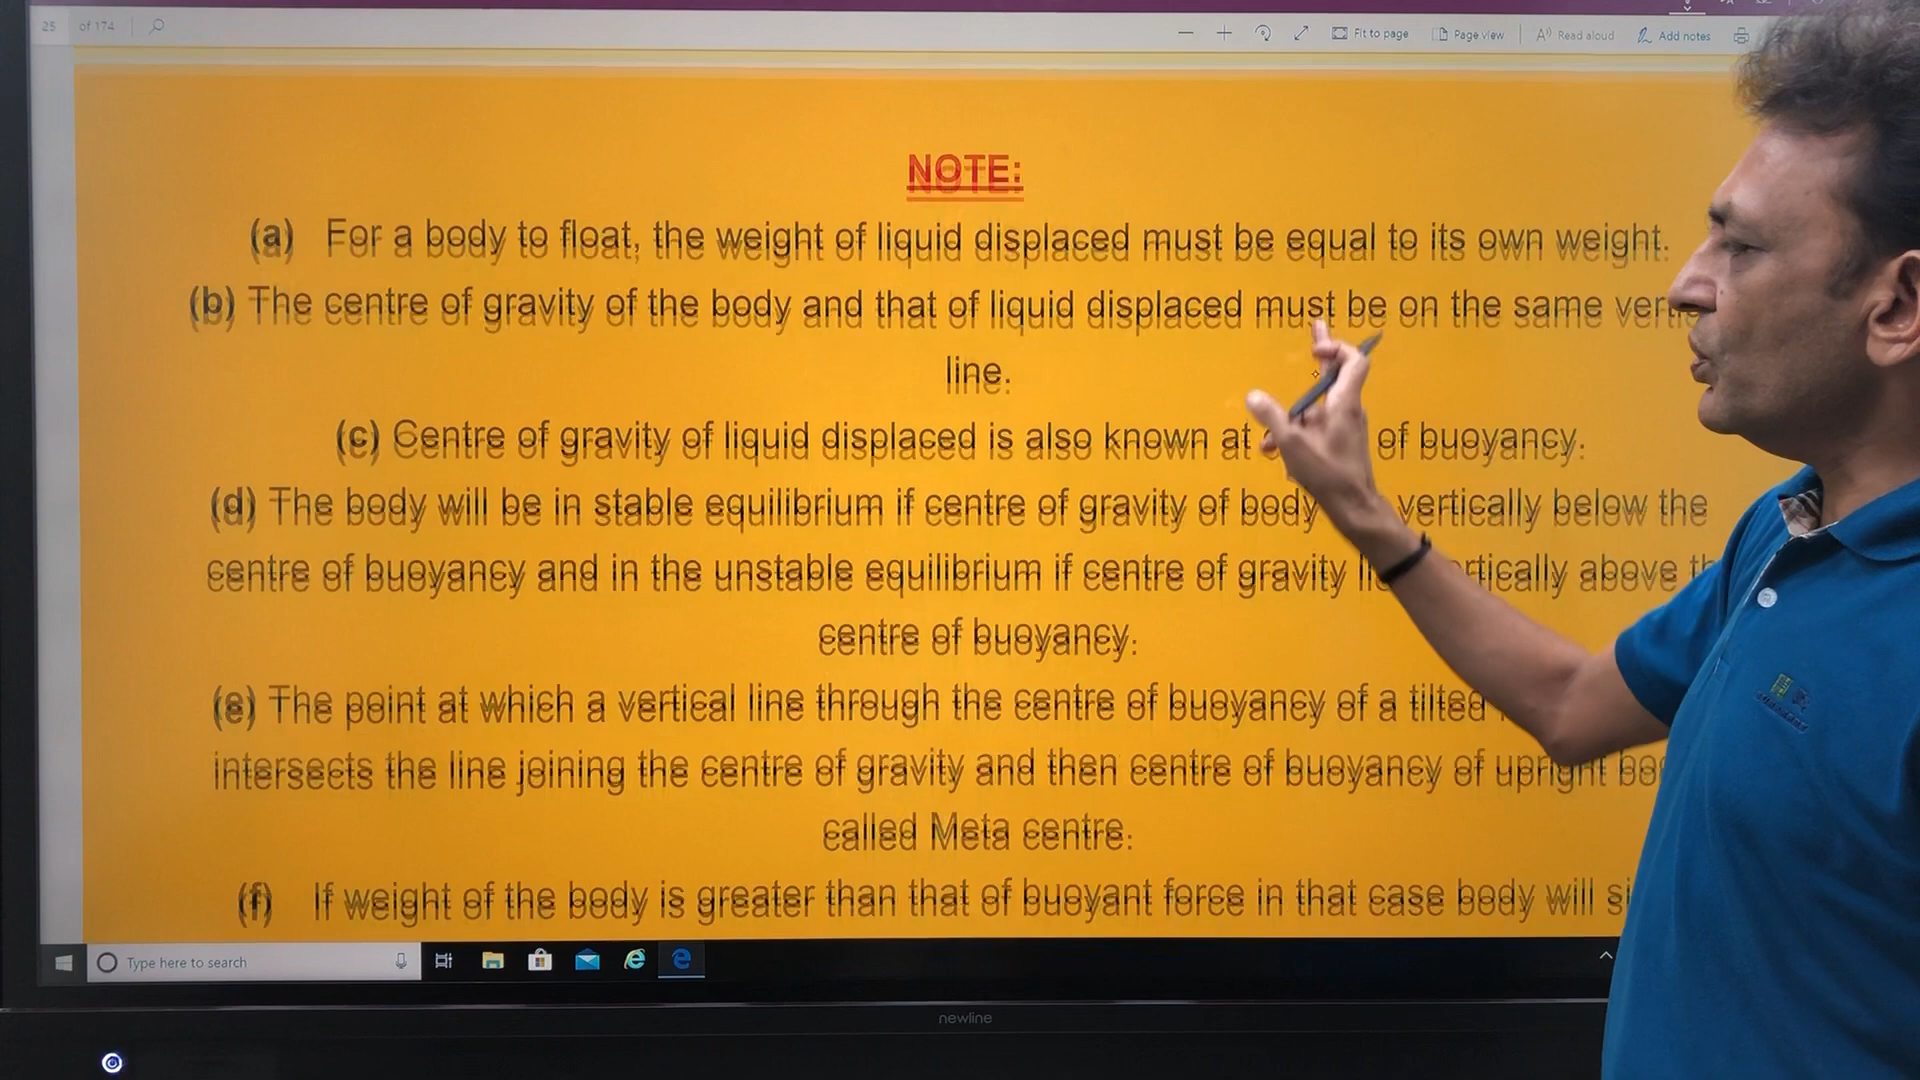 25 of 174
Fit to page Page view Read aloud Add notes
NOTE:
(a) For a body to float, the weight of liquid displaced must be equal to its own weight.
(b) The centre of gravity of the body and that of liquid displaced must be on the same
line.
(c) Centre of gravity of liquid displaced is also known at of buoyancy.
(d) The body will be in stable equilibrium if centre of gravity of body vertically below the
centre of buoyancy and in the unstable equilibrium if centre of gravity above
centre of buoyancy.
(e) The point at which a vertical line through the centre of buoyancy of a tilted
intersects the line joining the centre of gravity and then centre of buoyancy of upright
called Meta centre.
(f) If weight of the body is greater than that of buoyant force in that case body will
Type here to search
newline